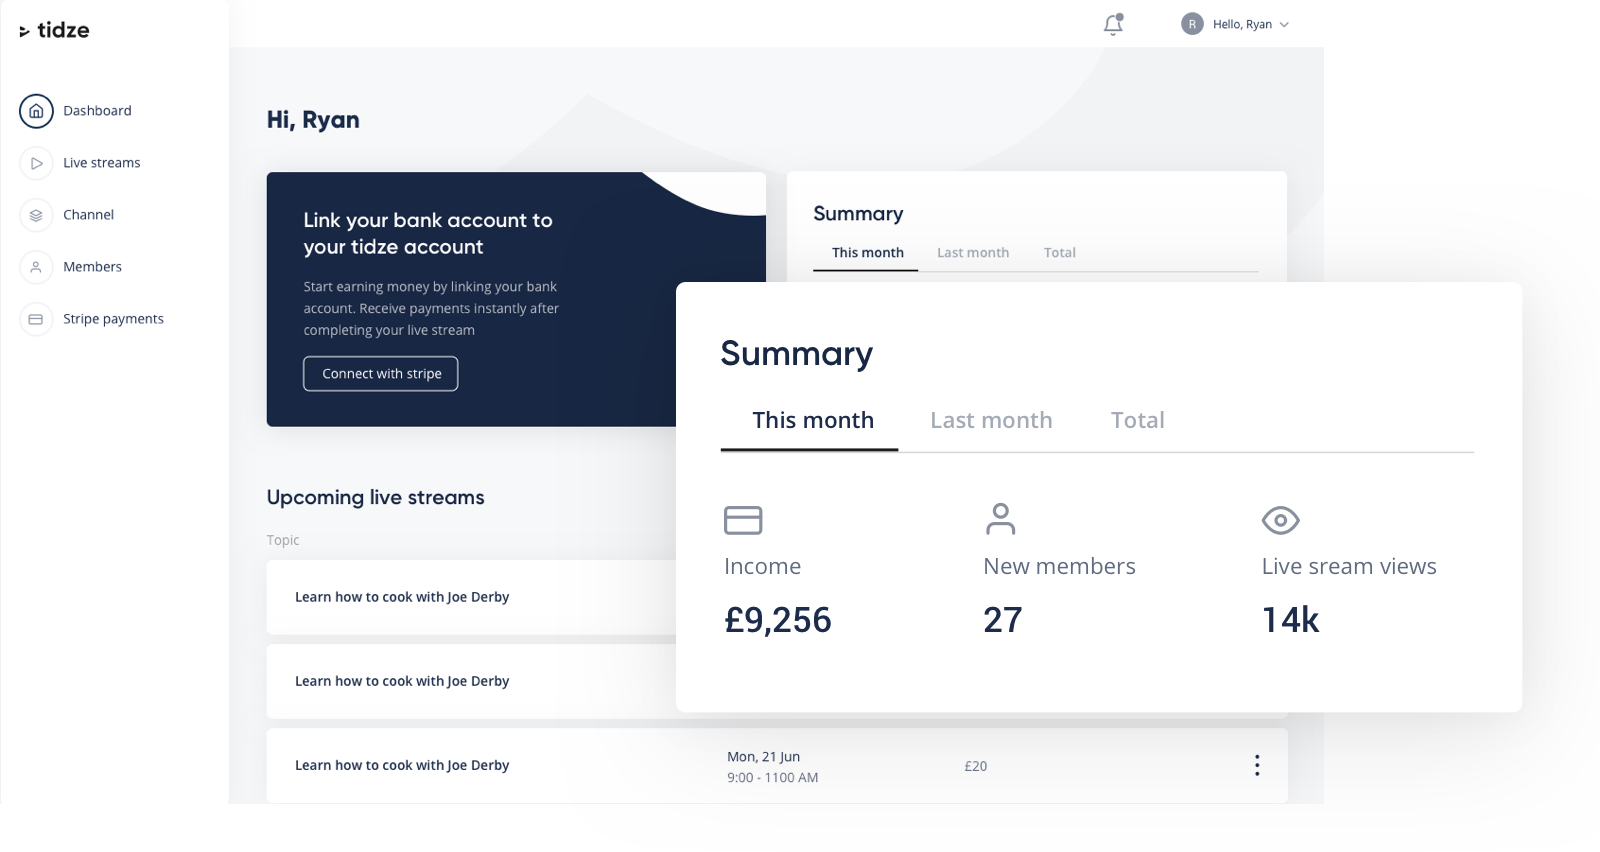 tidze
R
Hello, Ryan
Dashboard
Live streams
Channel
Members
Stripe payments
Hi, Ryan
Link your bank account to
your tidze account
Start earning money by linking your bank
account. Receive payments instantly after
completing your live stream
Connect with stripe
Summary
This month Last month Total
Summary
This month Last month Total
Income New members Live sream views
£9,256 27 14k
Upcoming live streams
Topic
Learn how to cook with Joe Derby
Learn how to cook with Joe Derby
Learn how to cook with Joe Derby
Mon, 21 Jun
9:00 - 1100 AM
£20